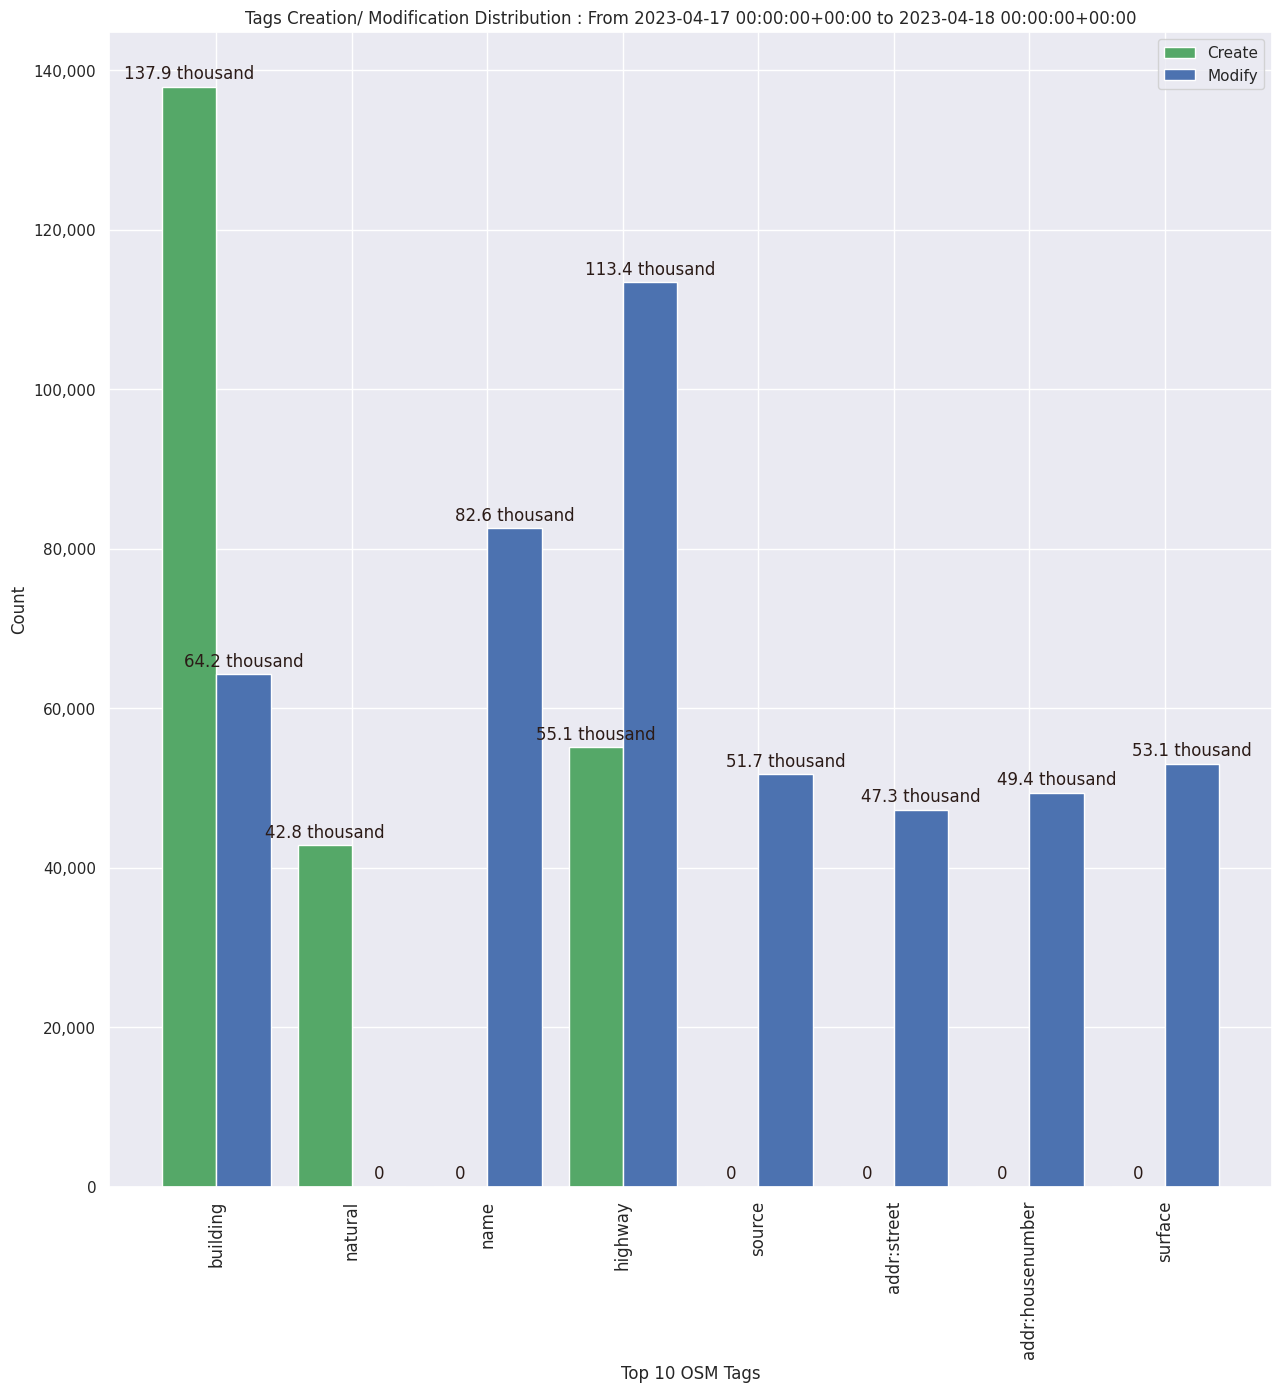 Tags Creation/ Modification Distribution : From 2023-04-17 00:00:00+00:00 to 2023-04-18 00:00:00+00:00
Create
Modify
140,000
120,000
100,000
80,000
60,000
40,000
20,000
0
Count
137.9 thousand
64.2 thousand
42.8 thousand
0
0
82.6 thousand
55.1 thousand
113.4 thousand
0
51.7 thousand
0
47.3 thousand
0
49.4 thousand
0
53.1 thousand
building
natural
name
highway
source
addr:street
addr:housenumber
surface
Top 10 OSM Tags